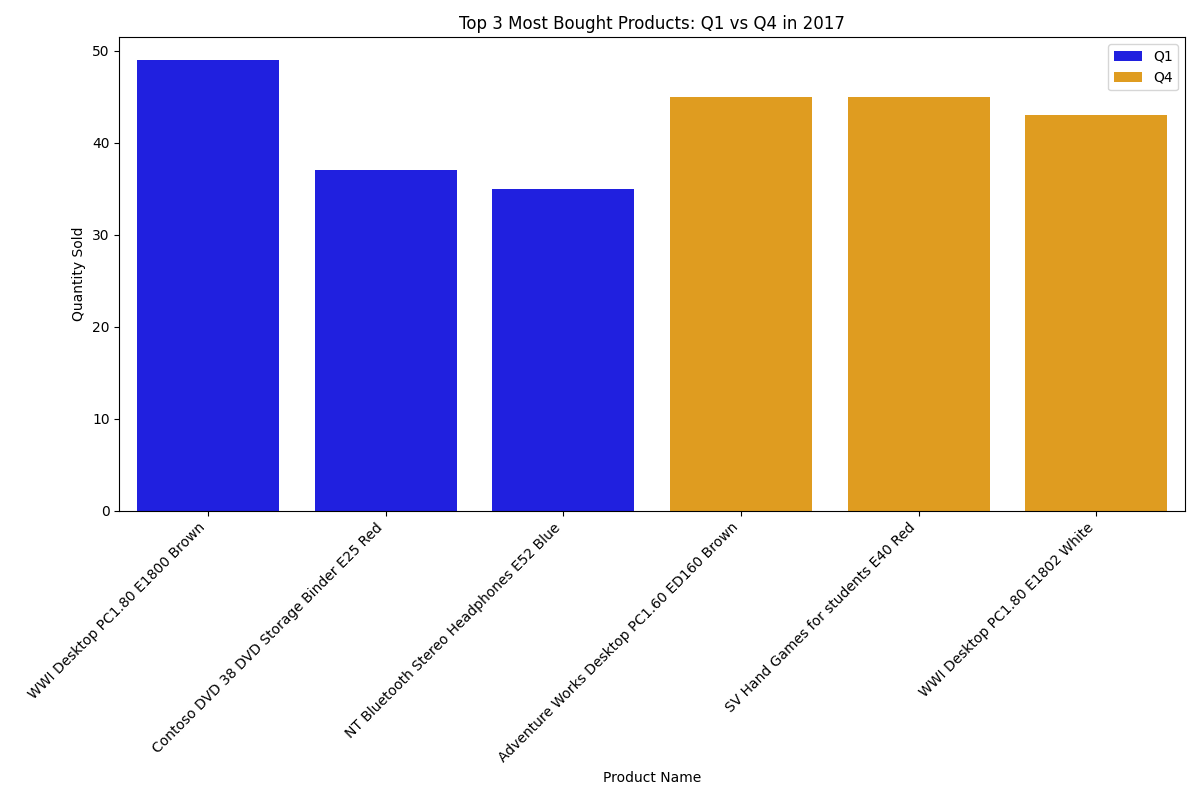 Top 3 Most Bought Products: Q1 vs Q4 in 2017
Q1
Q4
Quantity Sold
50
40
30
20
10
0
WWI Desktop PC1.80 E1800 Brown
Contoso DVD 38 DVD Storage Binder E25 Red
NT Bluetooth Stereo Headphones E52 Blue
Adventure Works Desktop PC1.60 ED160 Brown
SV Hand Games for students E40 Red
WWI Desktop PC1.80 E1802 White
Product Name